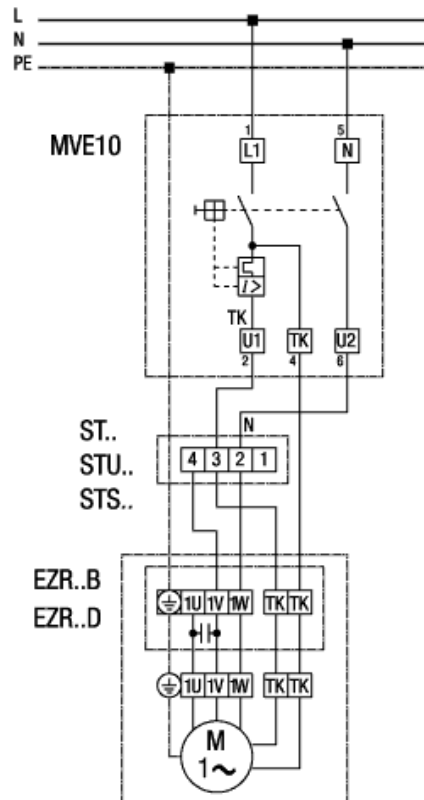 L
N
PE
MVE10
1 5
L1 N
I>
TK
U1 TK U2
2 4 6
ST..
STU..
STS..
N
4 3 2 1
EZR..B
EZR..D
1U 1V 1W TK TK
1U 1V 1W TK TK
M
1~